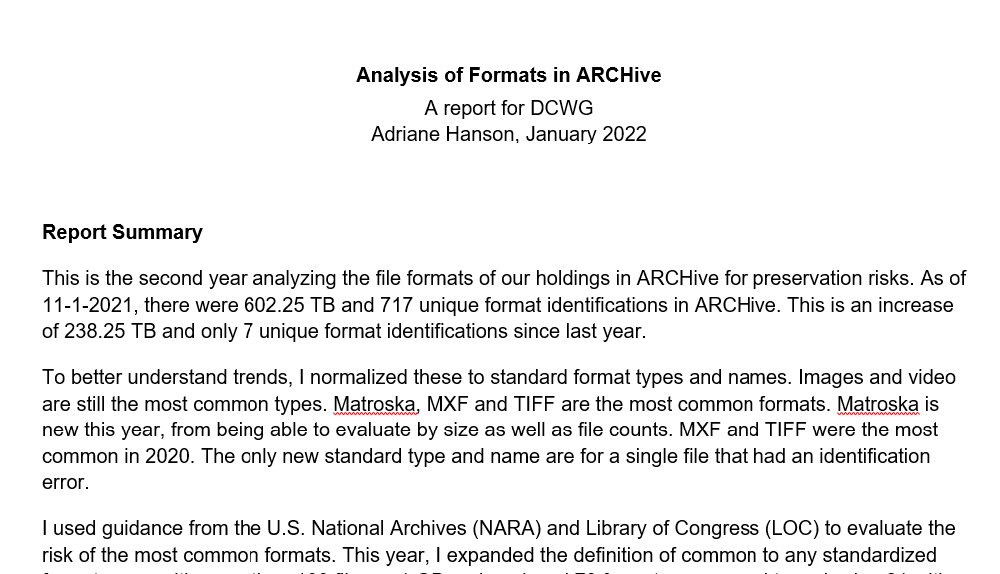 Analysis of Formats in ARCHive
A report for DCWG
Adriane Hanson, January 2022
Report Summary
This is the second year analyzing the file formats of our holdings in ARCHive for preservation risks. As of
11-1-2021, there were 602.25 TB and 717 unique format identifications in ARCHive. This is an increase
of 238.25 TB and only 7 unique format identifications since last year.
To better understand trends, I normalized these to standard format types and names. Images and video
are still the most common types. Matroska, MXF and TIFF are the most common formats. Matroska is
new this year, from being able to evaluate by size as well as file counts. MXF and TIFF were the most
common in 2020. The only new standard type and name are for a single file that had an identification
error.
I used guidance from the U.S. National Archives (NARA) and Library of Congress (LOC) to evaluate the
risk of the most common formats. This year, I expanded the definition of common to any standardized